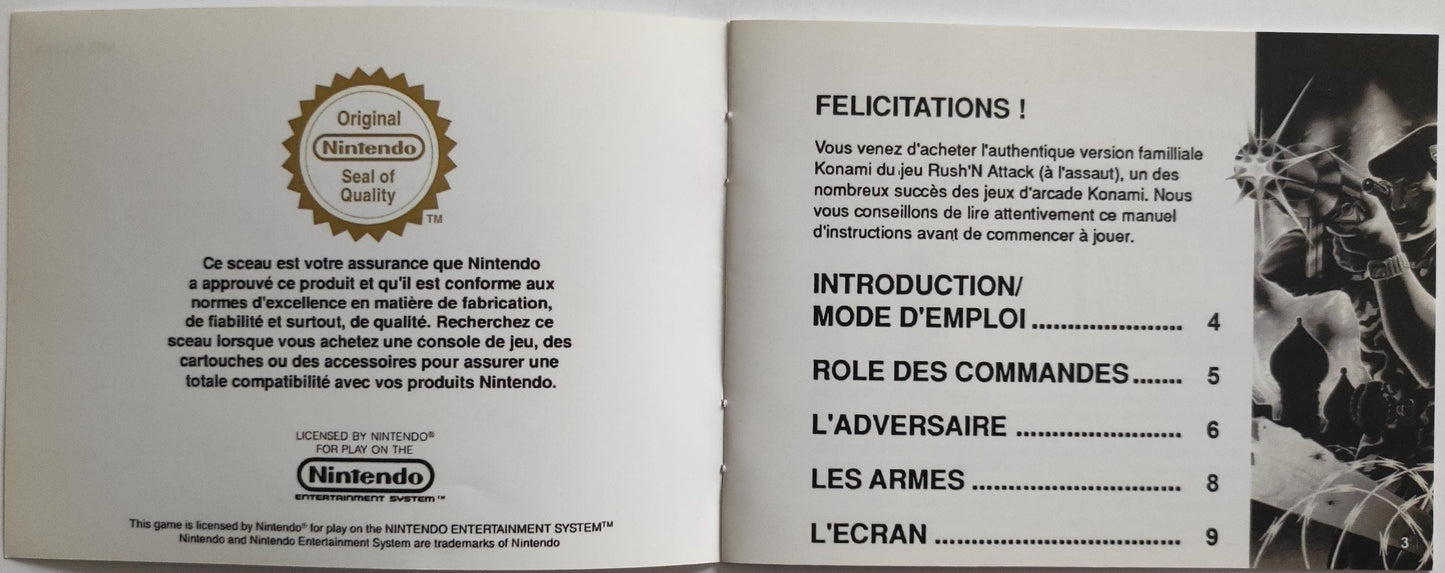 Original
Nintendo
Seal of
Quality
TM
Ce sceau est votre assurance que Nintendo
a approuvé ce produit et qu'il est conforme aux
normes d'excellence en matière de fabrication,
de fiabilité et surtout, de qualité. Recherchez ce
sceau lorsque vous achetez une console de jeu, des
cartouches ou des accessoires pour assurer une
totale compatibilité avec vos produits Nintendo.
LICENSED BY NINTENDO®
FOR PLAY ON THE
Nintendo
ENTERTAINMENT SYSTEM™
This game is licensed by Nintendo® for play on the NINTENDO ENTERTAINMENT SYSTEM™
Nintendo and Nintendo Entertainment System are trademarks of Nintendo
FELICITATIONS !
Vous venez d'acheter l'authentique version familliale
Konami du jeu Rush'N Attack (à l'assaut), un des
nombreux succès des jeux d'arcade Konami. Nous
vous conseillons de lire attentivement ce manuel
d'instructions avant de commencer à jouer.
INTRODUCTION/
MODE D'EMPLOI ...................... 4
ROLE DES COMMANDES ....... 5
L'ADVERSAIRE ........................ 6
LES ARMES .............................. 8
L'ECRAN ................................... 9
3